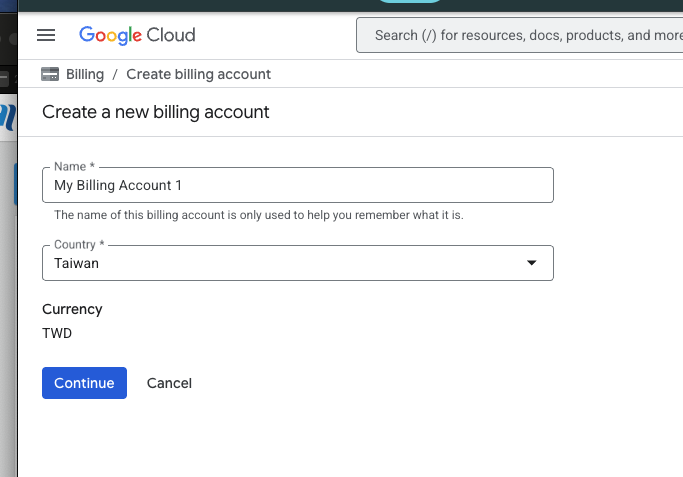 Google Cloud
Search (/) for resources, docs, products, and more
Billing / Create billing account
Create a new billing account
Name *
My Billing Account 1
The name of this billing account is only used to help you remember what it is.
Country *
Taiwan
Currency
TWD
Continue Cancel